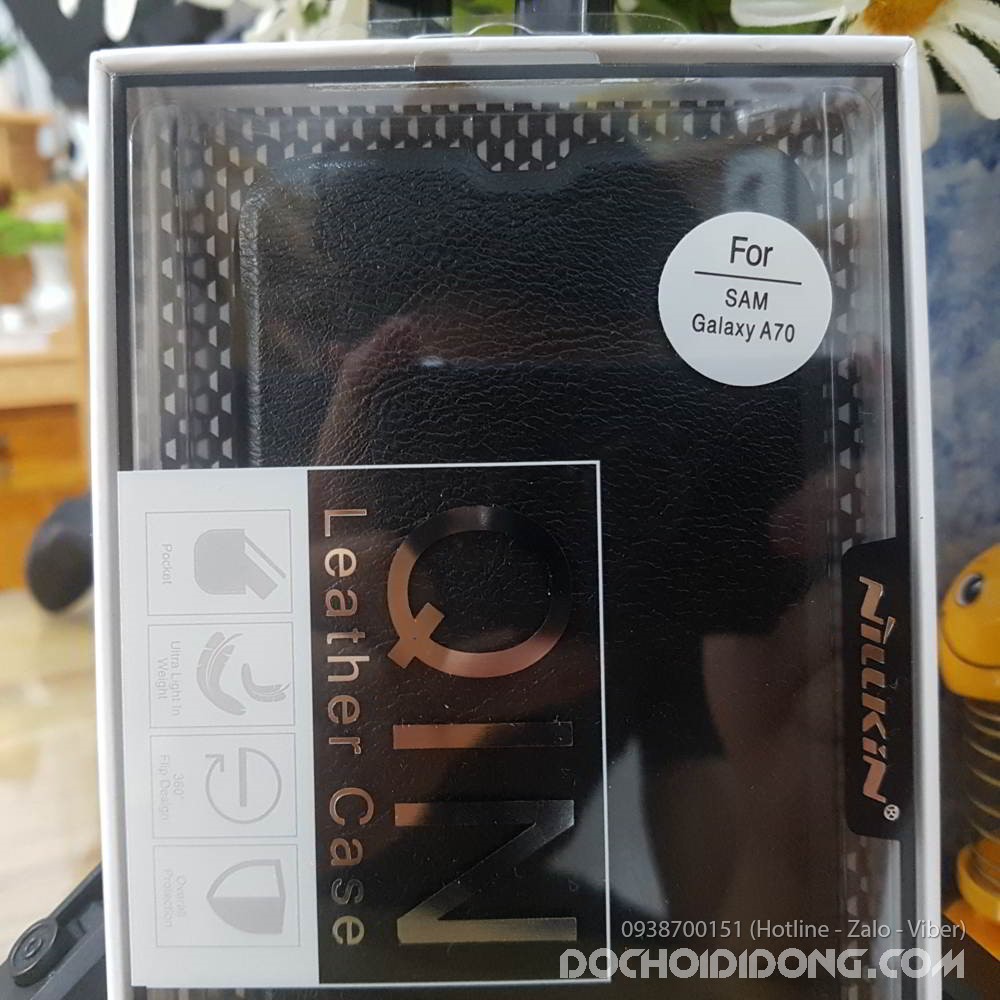 For
SAM
Galaxy A70
NILLKIN®
QIN
Leather Case
Pocket
Ultra Light In
Weight
360°
Flip Design
Overall
Protection
0938700151 (Hotline - Zalo - Viber)
DOCHOIDIDONG.COM